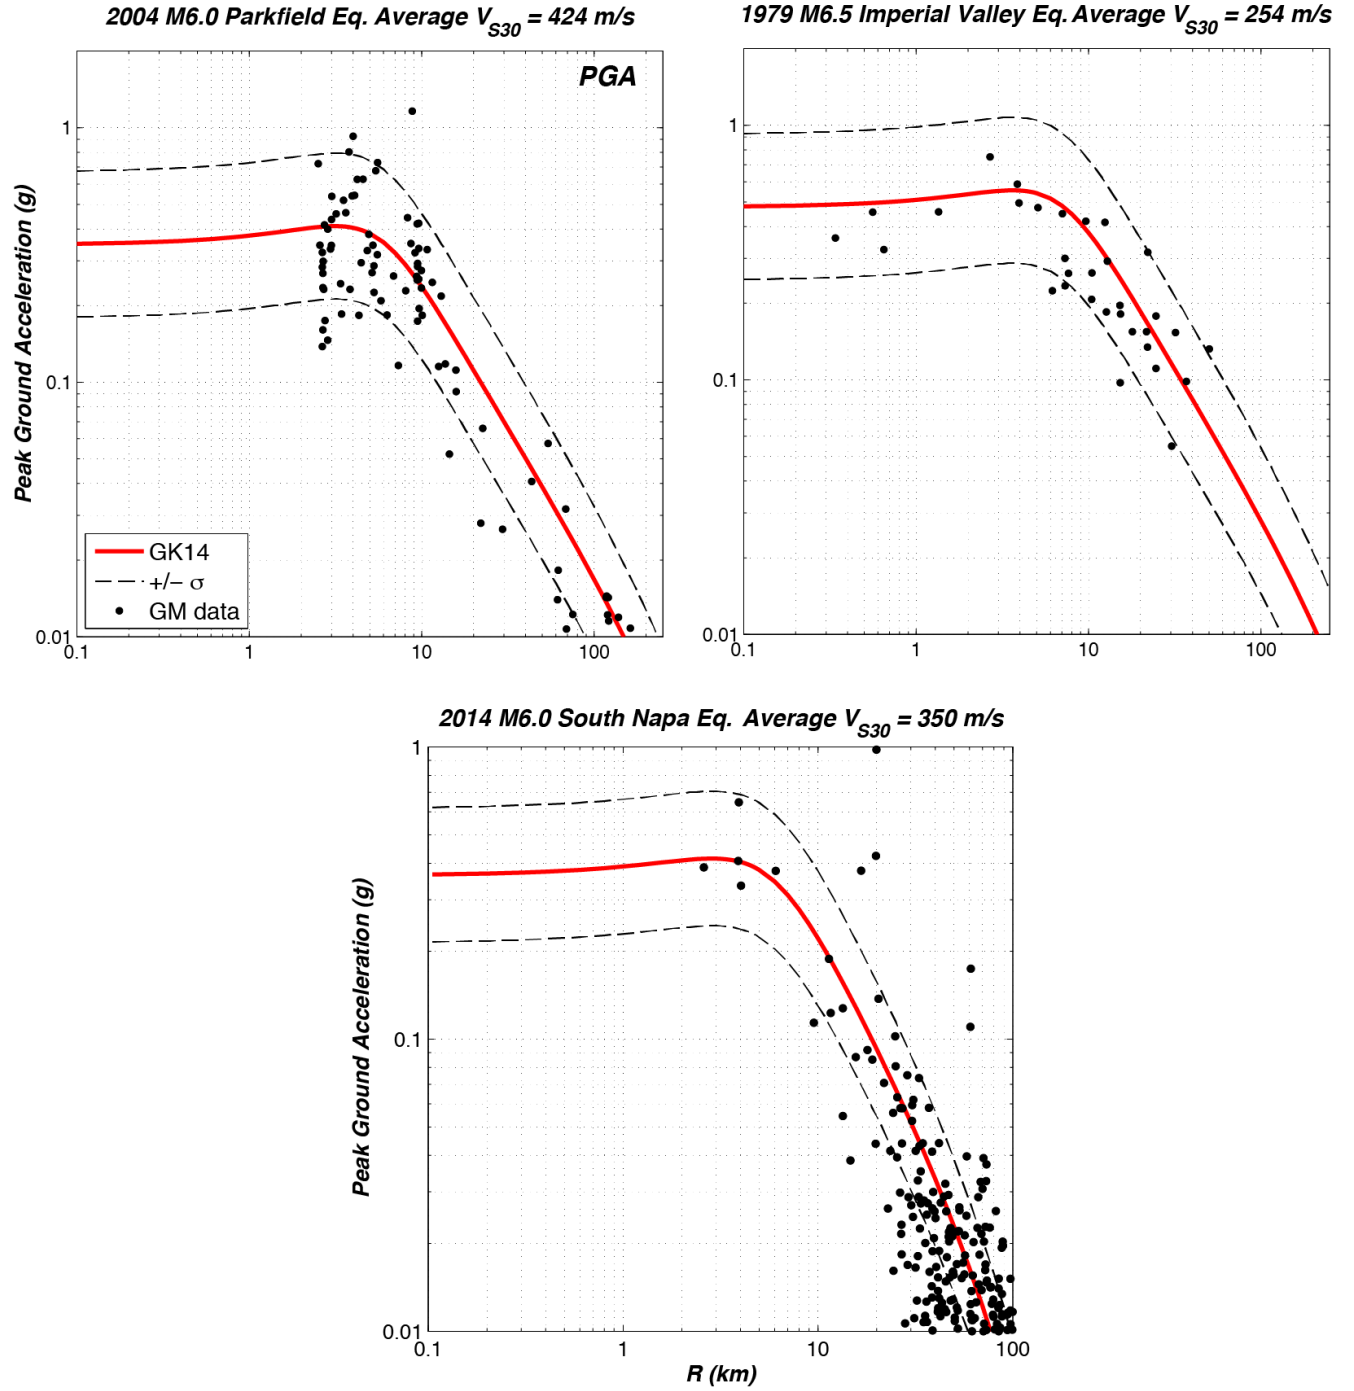 2004 M6.0 Parkfield Eq. Average VS30 = 424 m/s
PGA
Peak Ground Acceleration (g)
1
0.1
0.01
GK14
+/− σ
GM data
0.1 1 10 100
1979 M6.5 Imperial Valley Eq. Average VS30 = 254 m/s
1
0.1
0.01
0.1 1 10 100
2014 M6.0 South Napa Eq. Average VS30 = 350 m/s
Peak Ground Acceleration (g)
1
0.1
0.01
0.1 1 10 100
R (km)